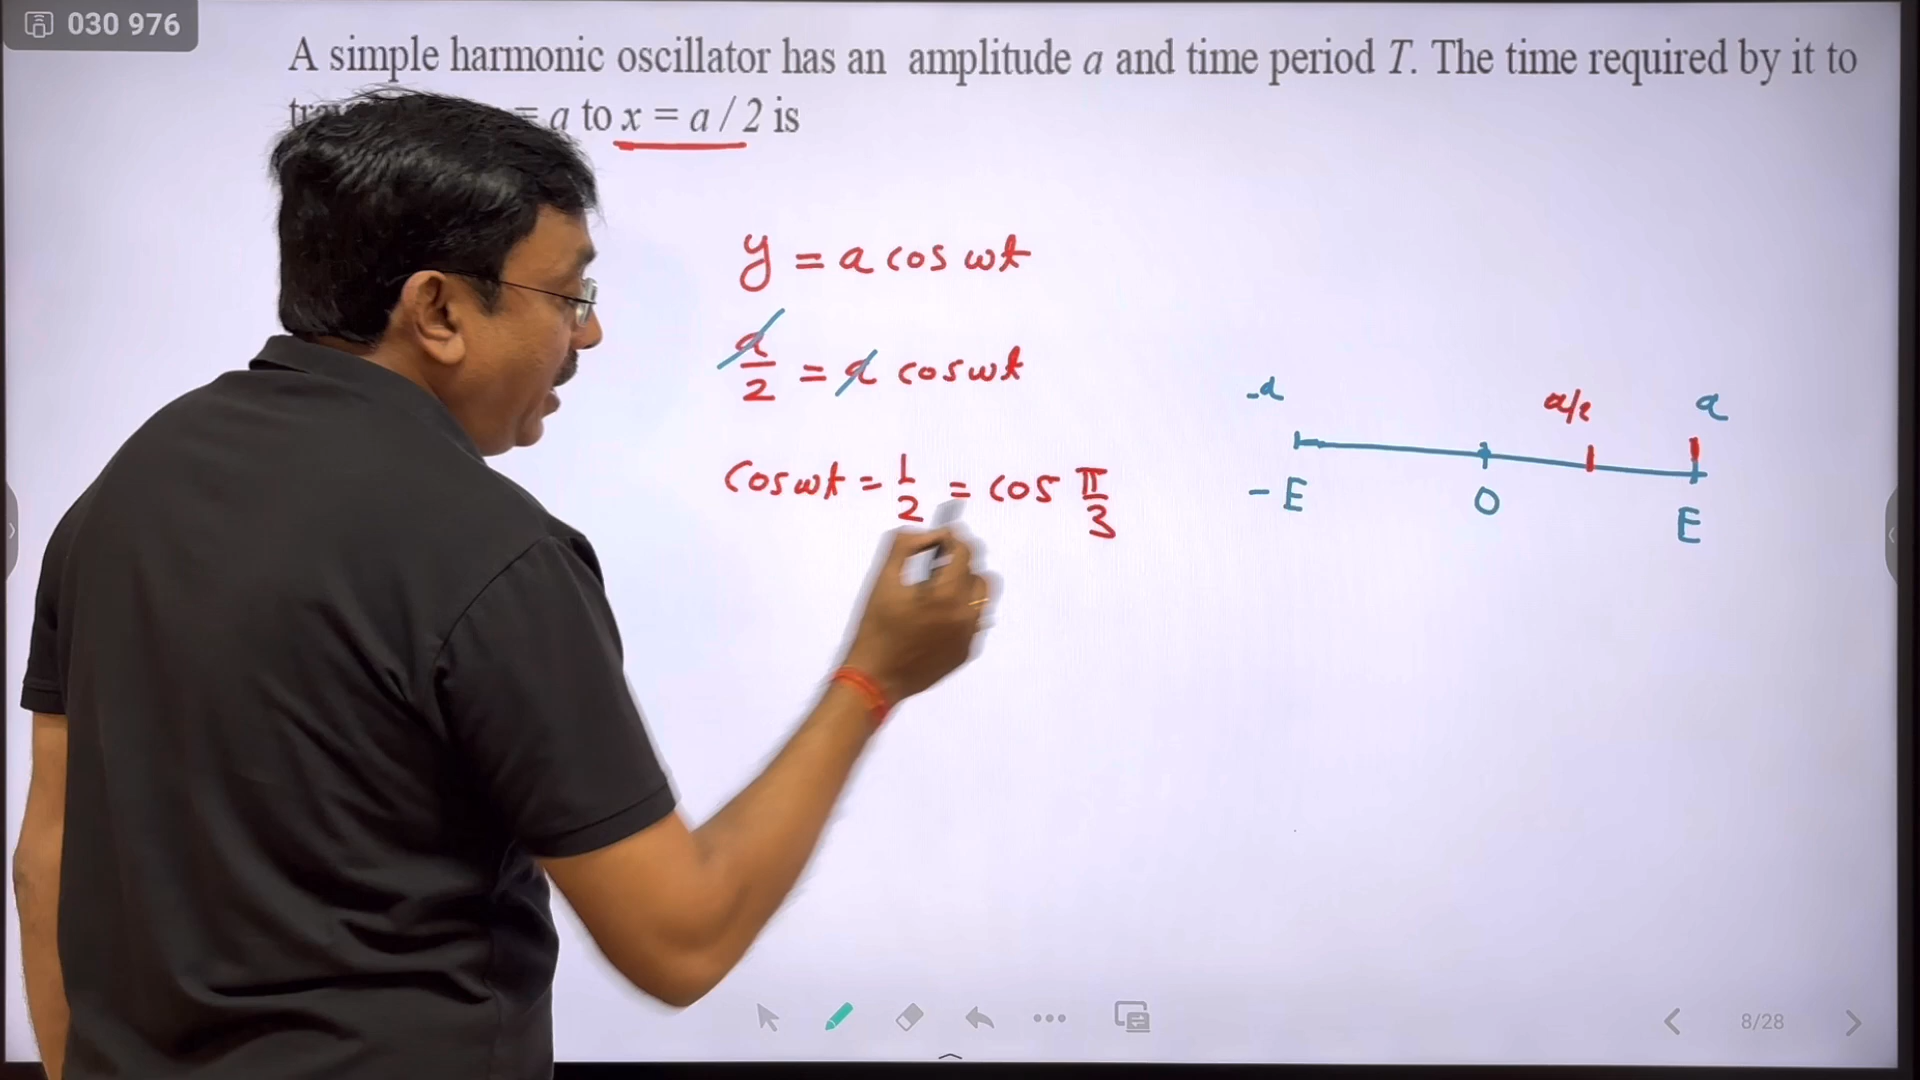 030 976
A simple harmonic oscillator has an amplitude a and time period T. The time required by it to
= a to x = a / 2 is
y = a cos ωt
a/2 = a cos ωt
cos ωt = 1/2 = cos π/3
-a a/2 a
-E O E
8/28